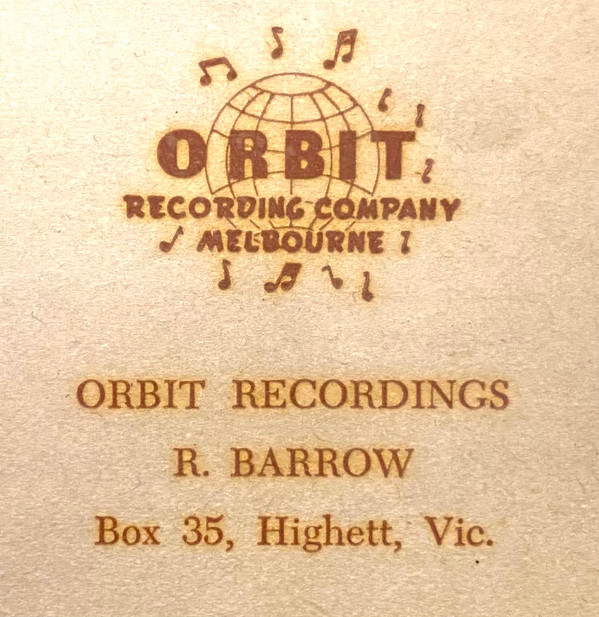 ORBIT
RECORDING COMPANY
MELBOURNE
ORBIT RECORDINGS
R. BARROW
Box 35, Highett, Vic.